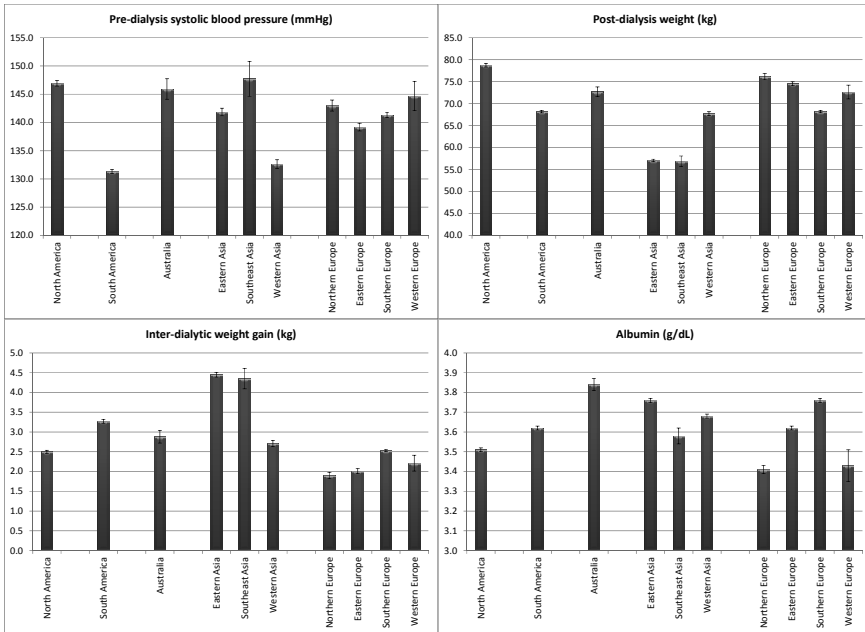 Pre-dialysis systolic blood pressure (mmHg)
155.0
150.0
145.0
140.0
135.0
130.0
125.0
120.0
North America
South America
Australia
Eastern Asia
Southeast Asia
Western Asia
Northern Europe
Eastern Europe
Southern Europe
Western Europe
Post-dialysis weight (kg)
85.0
80.0
75.0
70.0
65.0
60.0
55.0
50.0
45.0
40.0
North America
South America
Australia
Eastern Asia
Southeast Asia
Western Asia
Northern Europe
Eastern Europe
Southern Europe
Western Europe
Inter-dialytic weight gain (kg)
5.0
4.5
4.0
3.5
3.0
2.5
2.0
1.5
1.0
0.5
0.0
North America
South America
Australia
Eastern Asia
Southeast Asia
Western Asia
Northern Europe
Eastern Europe
Southern Europe
Western Europe
Albumin (g/dL)
4.0
3.9
3.8
3.7
3.6
3.5
3.4
3.3
3.2
3.1
3.0
North America
South America
Australia
Eastern Asia
Southeast Asia
Western Asia
Northern Europe
Eastern Europe
Southern Europe
Western Europe